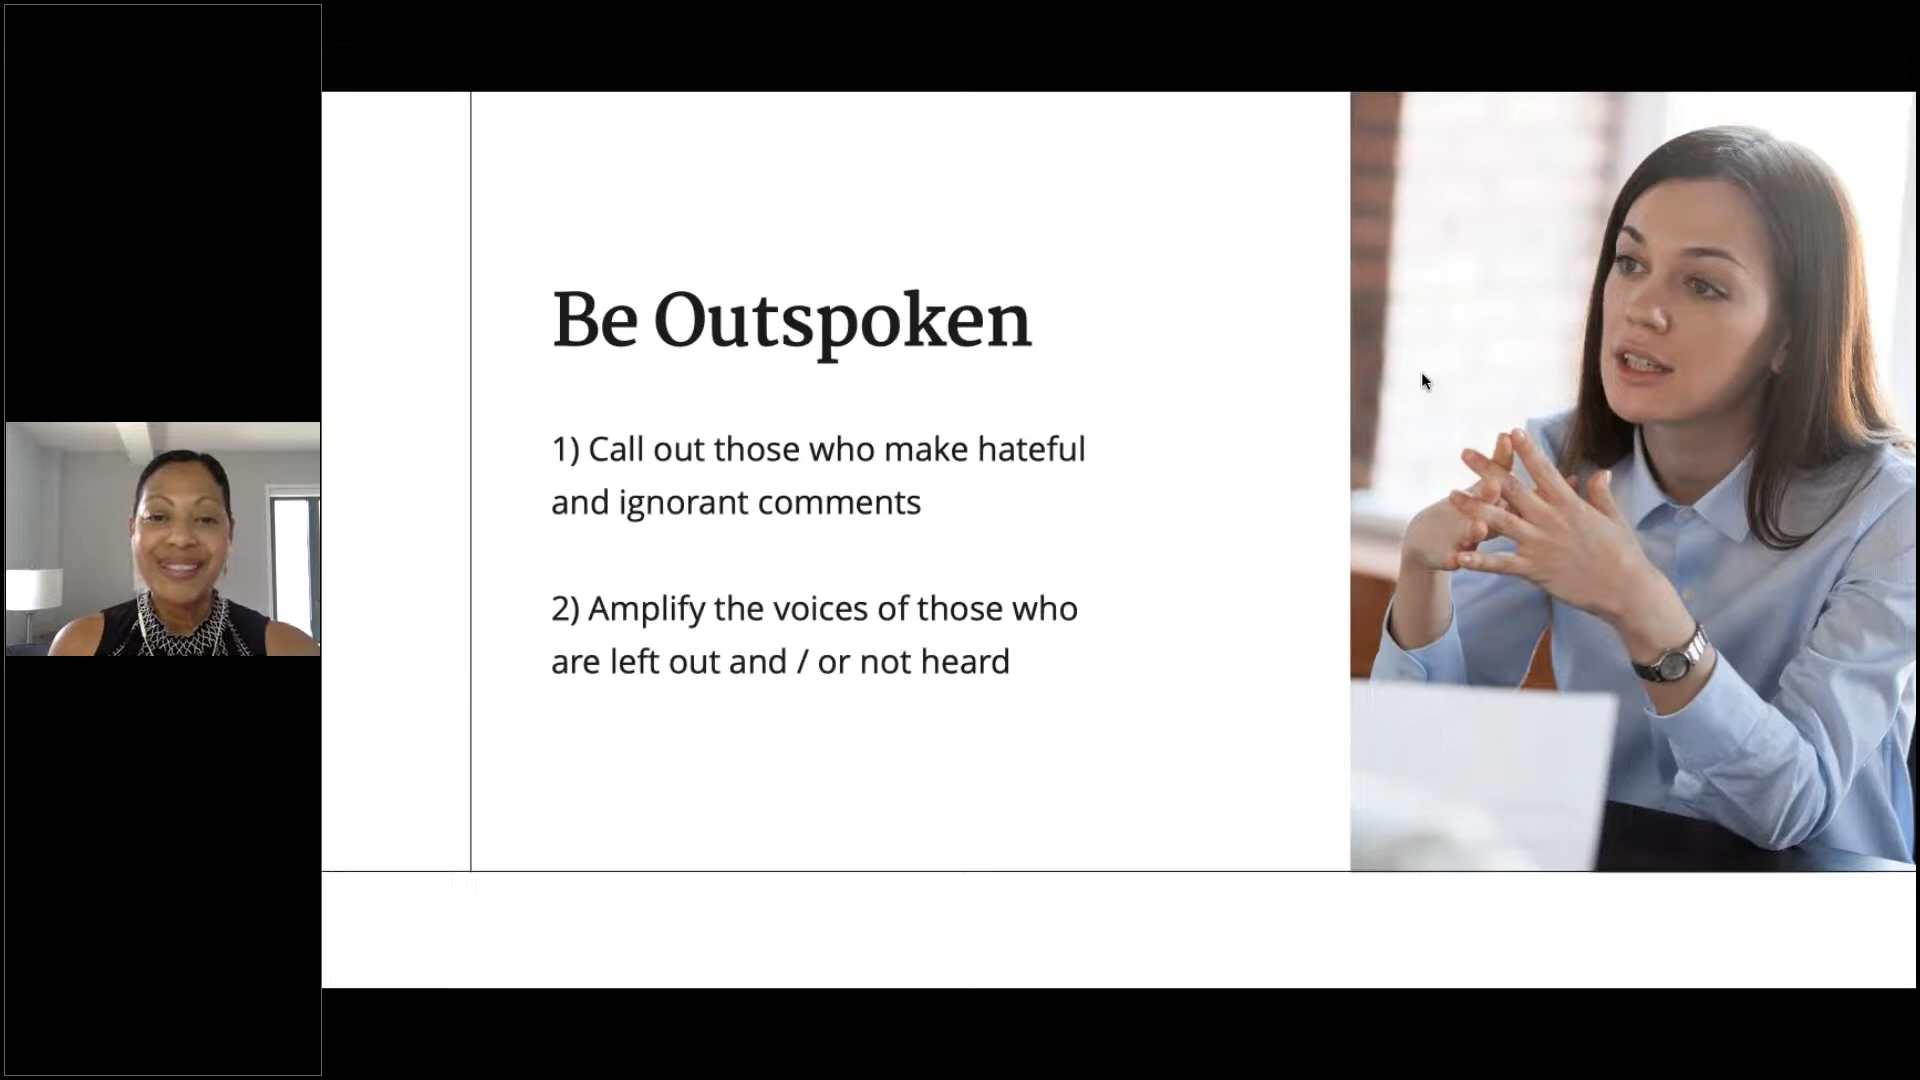 Be Outspoken
1) Call out those who make hateful
and ignorant comments
2) Amplify the voices of those who
are left out and / or not heard